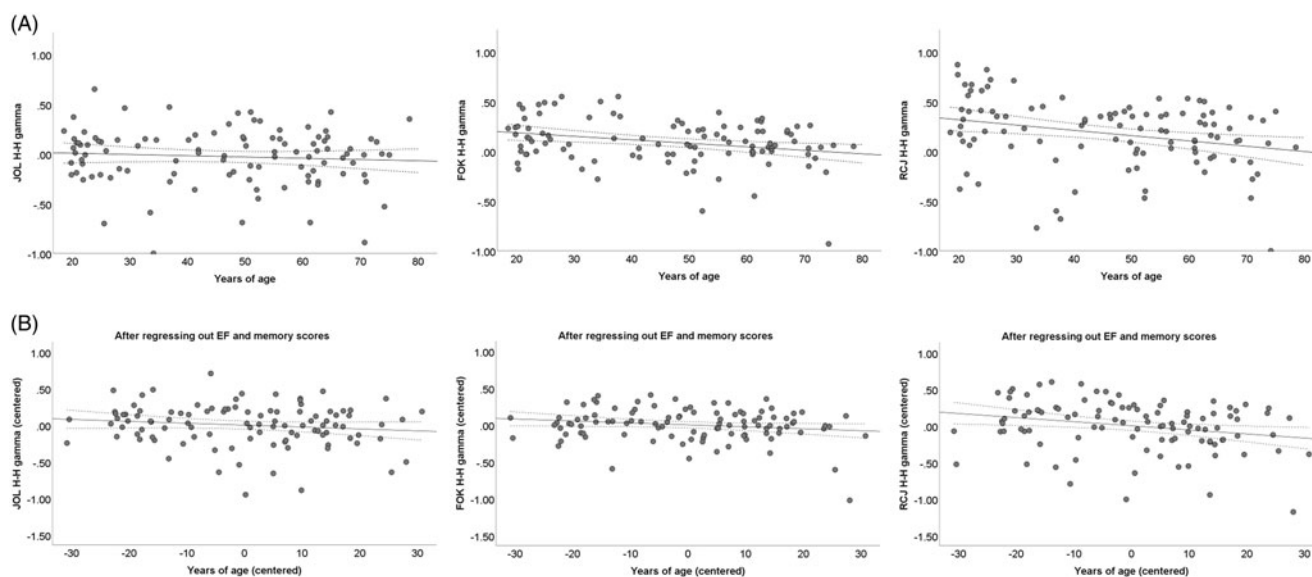 (A)
1.00
.50
.00
-.50
-1.00
JOL H-H gamma
20 30 40 50 60 70 80
Years of age
1.00
.50
.00
-.50
-1.00
FOK H-H gamma
20 30 40 50 60 70 80
Years of age
1.00
.50
.00
-.50
-1.00
RCJ H-H gamma
20 30 40 50 60 70 80
Years of age
(B)
After regressing out EF and memory scores
1.00
.50
.00
-.50
-1.00
-1.50
JOL H-H gamma (centered)
-30 -20 -10 0 10 20 30
Years of age (centered)
After regressing out EF and memory scores
1.00
.50
.00
-.50
-1.00
-1.50
FOK H-H gamma (centered)
-30 -20 -10 0 10 20 30
Years of age (centered)
After regressing out EF and memory scores
1.00
.50
.00
-.50
-1.00
-1.50
RCJ H-H gamma (centered)
-30 -20 -10 0 10 20 30
Years of age (centered)